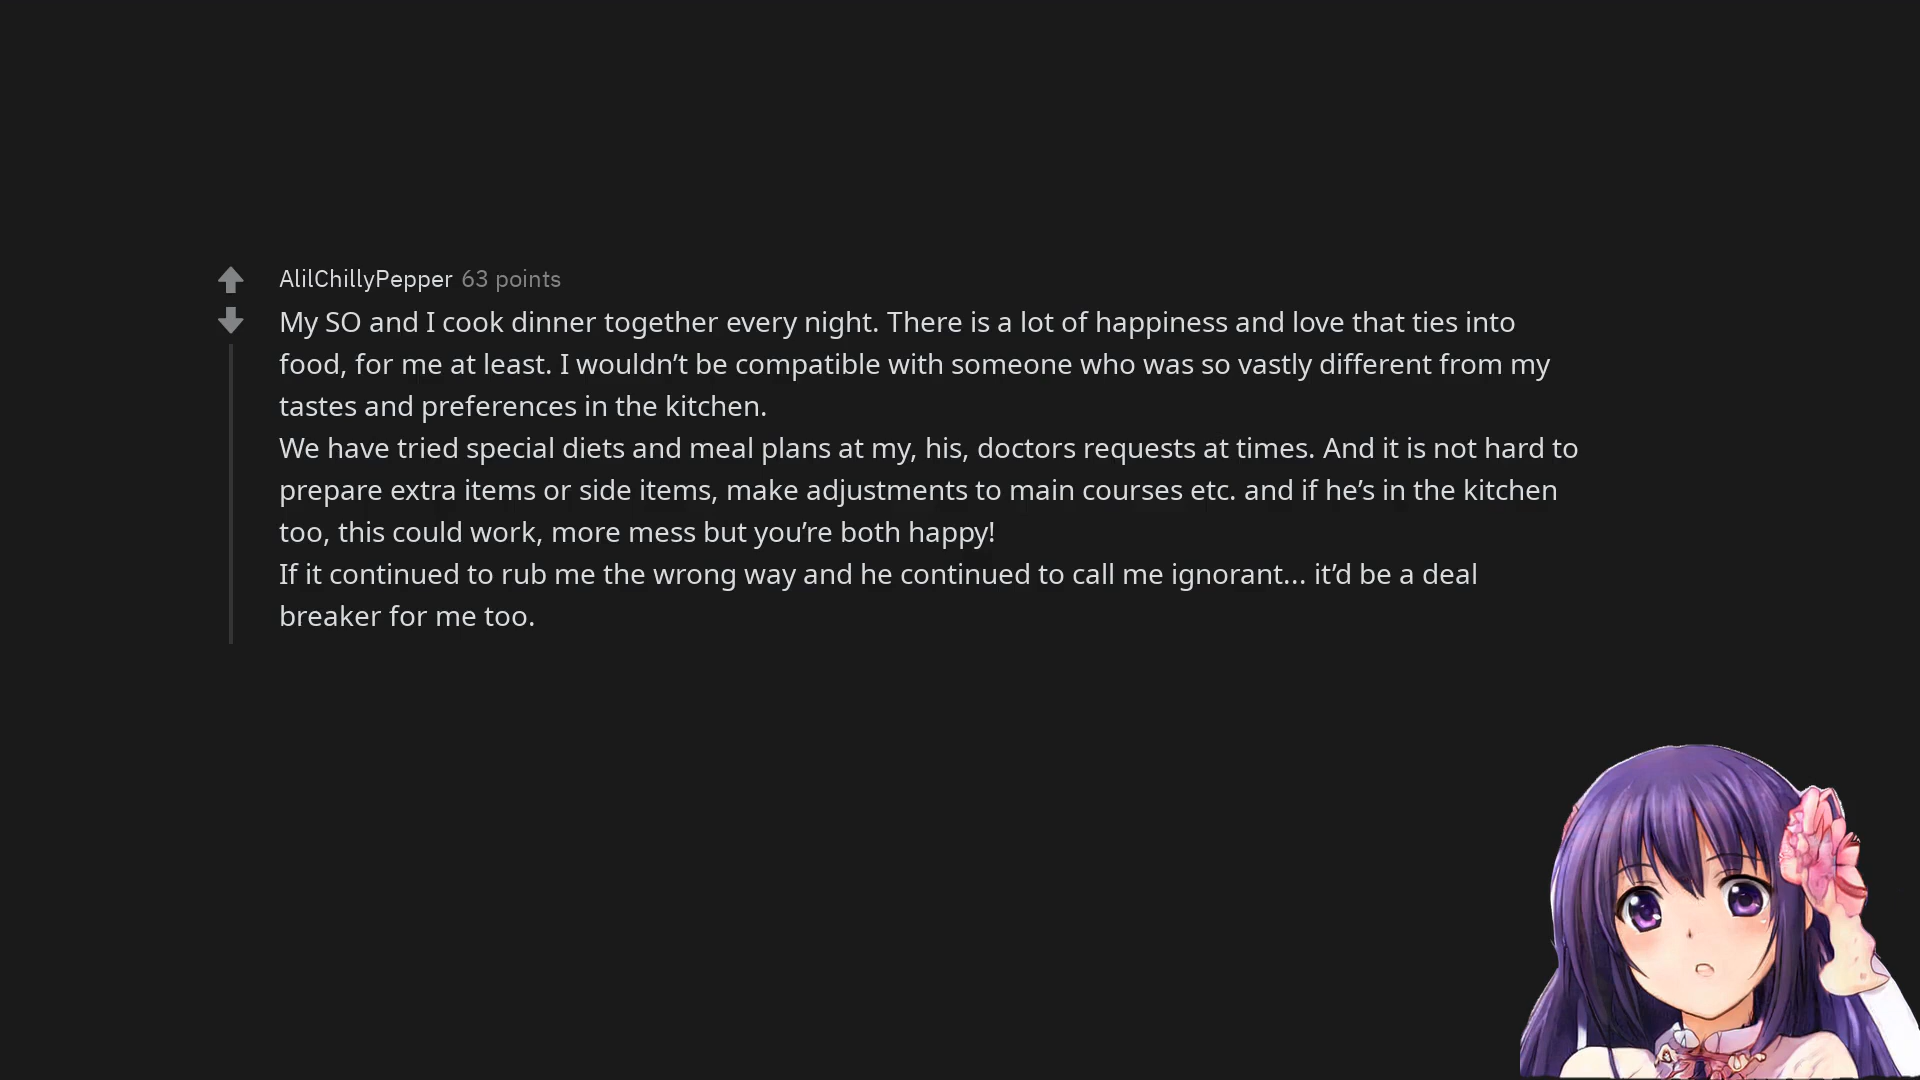 AlilChillyPepper 63 points
My SO and I cook dinner together every night. There is a lot of happiness and love that ties into
food, for me at least. I wouldn’t be compatible with someone who was so vastly different from my
tastes and preferences in the kitchen.
We have tried special diets and meal plans at my, his, doctors requests at times. And it is not hard to
prepare extra items or side items, make adjustments to main courses etc. and if he’s in the kitchen
too, this could work, more mess but you’re both happy!
If it continued to rub me the wrong way and he continued to call me ignorant... it’d be a deal
breaker for me too.